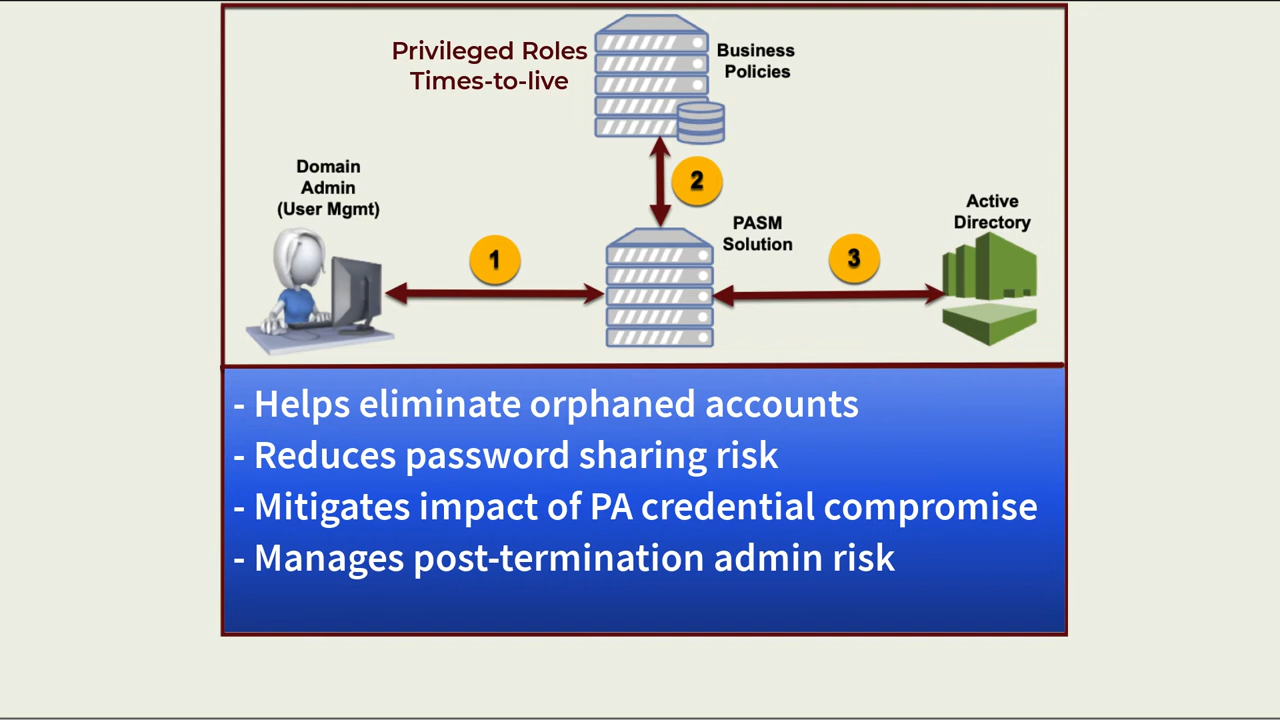 Privileged Roles
Times-to-live
Business
Policies
Domain
Admin
(User Mgmt)
2
PASM
Solution
Active
Directory
1
3
- Helps eliminate orphaned accounts
- Reduces password sharing risk
- Mitigates impact of PA credential compromise
- Manages post-termination admin risk